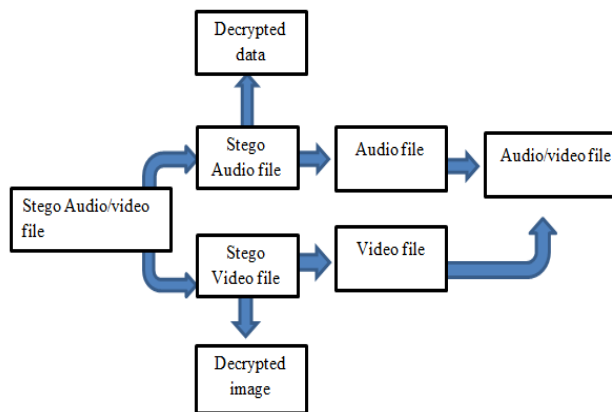 Decrypted
data
Stego
Audio file
Audio file
Audio/video file
Stego Audio/video
file
Stego
Video file
Video file
Decrypted
image